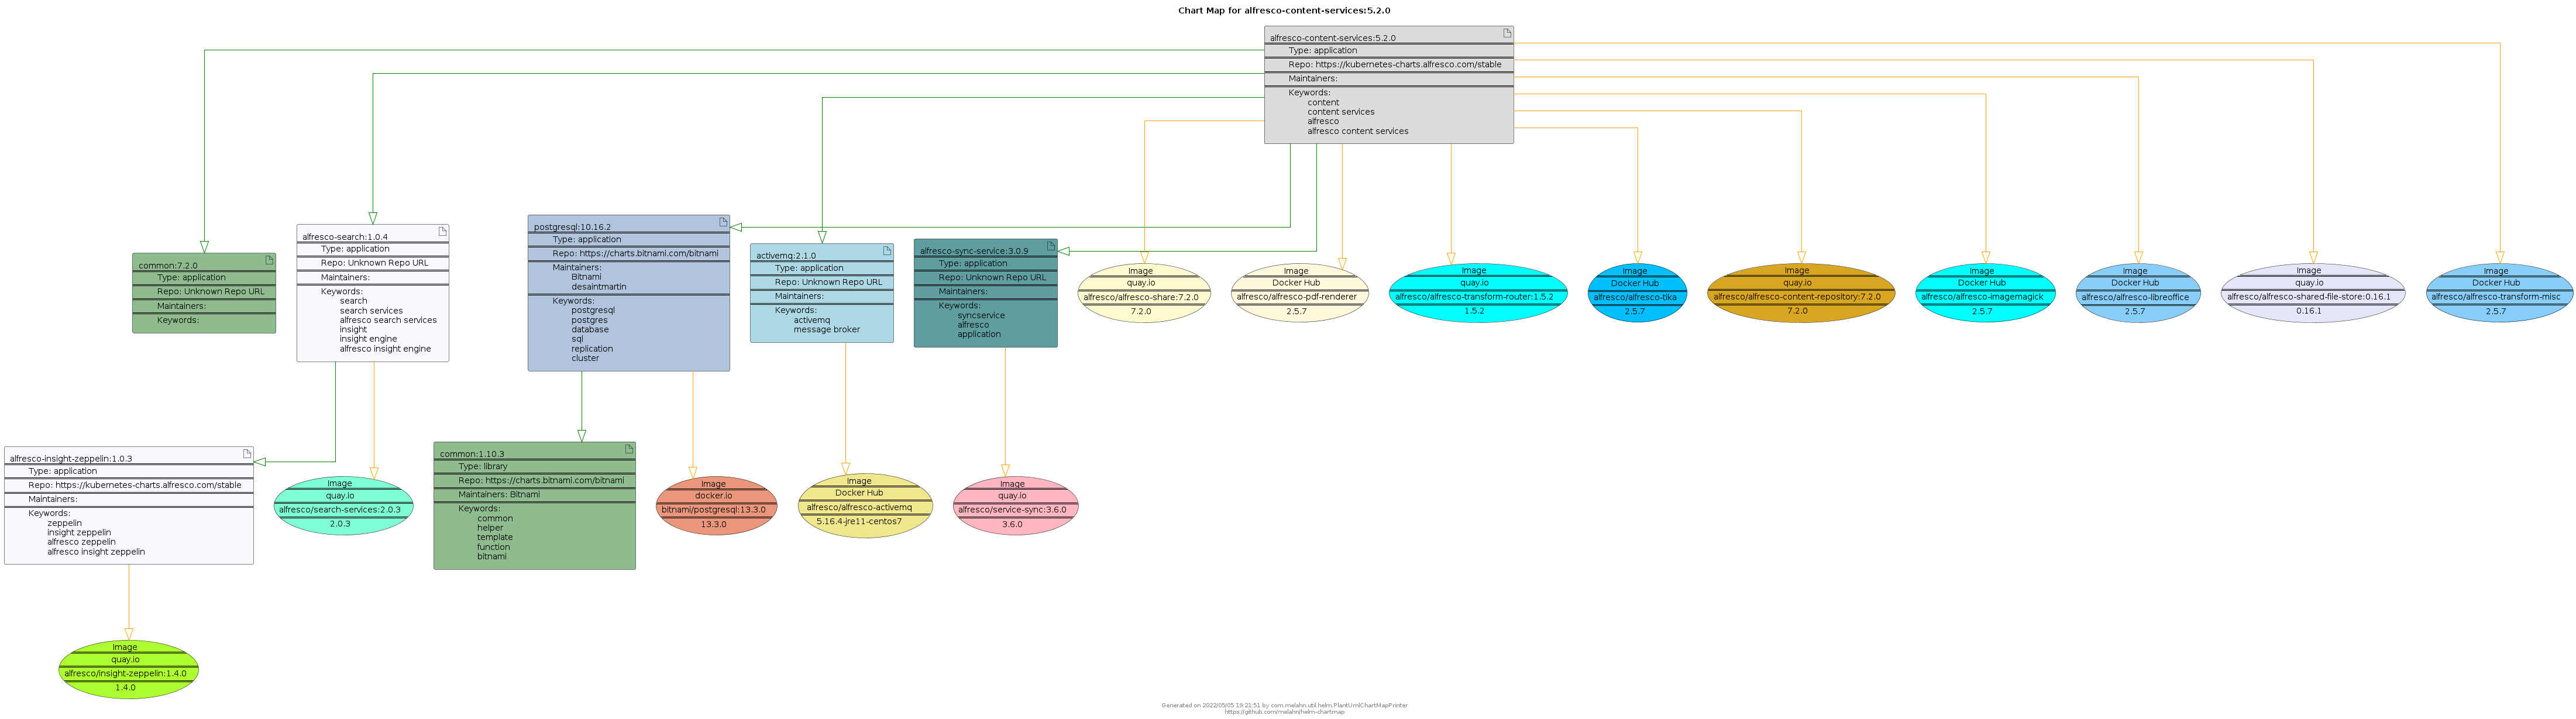 Chart Map for alfresco-content-services:5.2.0
alfresco-content-services:5.2.0
Type: application
Repo: https://kubernetes-charts.alfresco.com/stable
Maintainers:
Keywords:
content
content services
alfresco
alfresco content services
common:7.2.0
Type: application
Repo: Unknown Repo URL
Maintainers:
Keywords:
alfresco-search:1.0.4
Type: application
Repo: Unknown Repo URL
Maintainers:
Keywords:
search
search services
alfresco search services
insight
insight engine
alfresco insight engine
postgresql:10.16.2
Type: application
Repo: https://charts.bitnami.com/bitnami
Maintainers:
Bitnami
desaintmartin
Keywords:
postgresql
postgres
database
sql
replication
cluster
activemq:2.1.0
Type: application
Repo: Unknown Repo URL
Maintainers:
Keywords:
activemq
message broker
alfresco-sync-service:3.0.9
Type: application
Repo: Unknown Repo URL
Maintainers:
Keywords:
syncservice
alfresco
application
Image
quay.io
alfresco/alfresco-share:7.2.0
7.2.0
Image
Docker Hub
alfresco/alfresco-pdf-renderer
2.5.7
Image
quay.io
alfresco/alfresco-transform-router:1.5.2
1.5.2
Image
Docker Hub
alfresco/alfresco-tika
2.5.7
Image
quay.io
alfresco/alfresco-content-repository:7.2.0
7.2.0
Image
Docker Hub
alfresco/alfresco-imagemagick
2.5.7
Image
Docker Hub
alfresco/alfresco-libreoffice
2.5.7
Image
quay.io
alfresco/alfresco-shared-file-store:0.16.1
0.16.1
Image
Docker Hub
alfresco/alfresco-transform-misc
2.5.7
alfresco-insight-zeppelin:1.0.3
Type: application
Repo: https://kubernetes-charts.alfresco.com/stable
Maintainers:
Keywords:
zeppelin
insight zeppelin
alfresco zeppelin
alfresco insight zeppelin
Image
quay.io
alfresco/search-services:2.0.3
2.0.3
common:1.10.3
Type: library
Repo: https://charts.bitnami.com/bitnami
Maintainers: Bitnami
Keywords:
common
helper
template
function
bitnami
Image
docker.io
bitnami/postgresql:13.3.0
13.3.0
Image
Docker Hub
alfresco/alfresco-activemq
5.16.4-jre11-centos7
Image
quay.io
alfresco/service-sync:3.6.0
3.6.0
Image
quay.io
alfresco/insight-zeppelin:1.4.0
1.4.0
Generated on 2022/05/05 19:21:51 by com.melahn.util.helm.PlantUmlChartMapPrinter
https://github.com/melahn/helm-chartmap